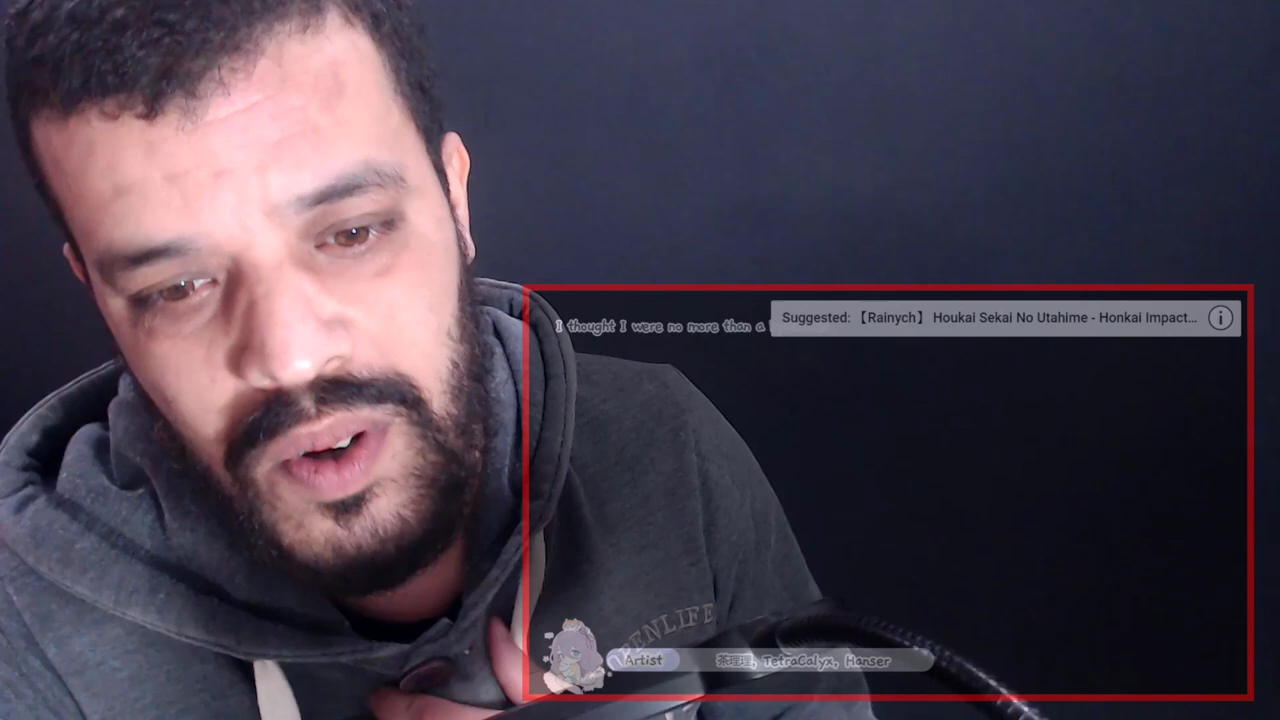 I thought I were no more than a
Suggested: 【Rainych】 Houkai Sekai No Utahime - Honkai Impact...
ENLIFE
Artist
茶理理, TetraCalyx, Hanser